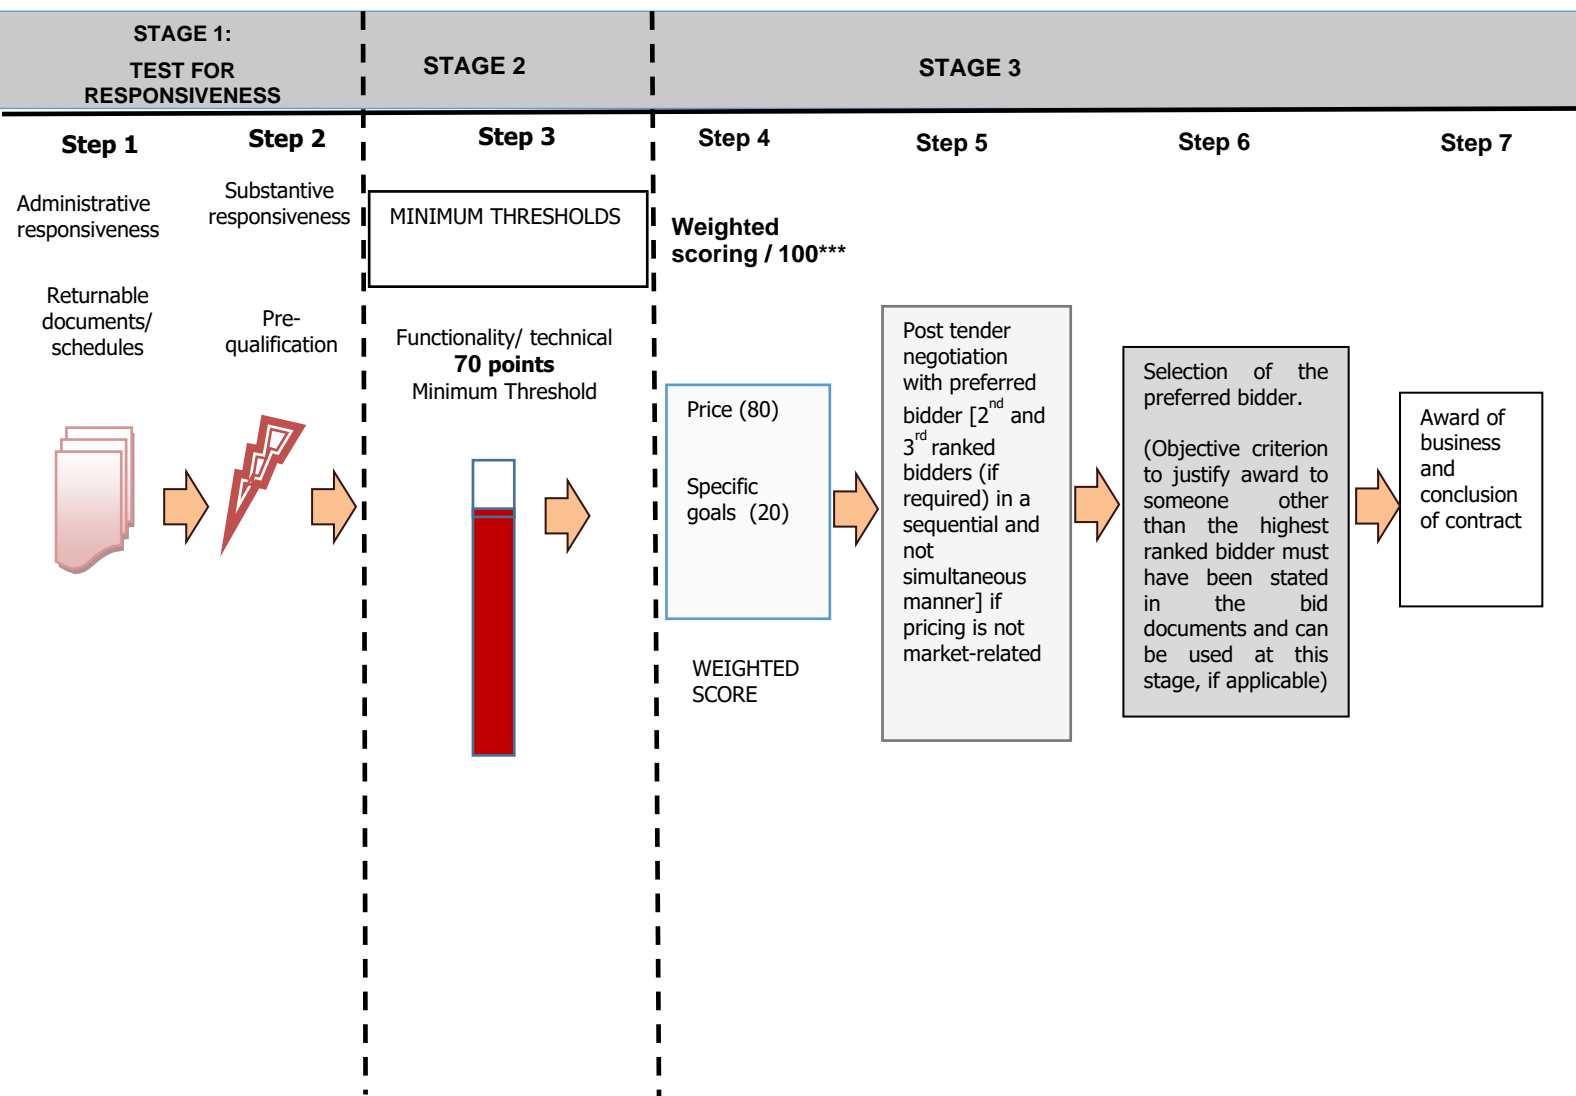 STAGE 1:
TEST FOR
RESPONSIVENESS
STAGE 2
STAGE 3
Step 1
Step 2
Step 3
Step 4
Step 5
Step 6
Step 7
Administrative
responsiveness
Returnable
documents/
schedules
Substantive
responsiveness
Pre-
qualification
MINIMUM THRESHOLDS
Functionality/ technical
70 points
Minimum Threshold
Weighted
scoring / 100***
Price (80)
Specific
goals (20)
WEIGHTED
SCORE
Post tender
negotiation
with preferred
bidder [2nd and
3rd ranked
bidders (if
required) in a
sequential and
not
simultaneous
manner] if
pricing is not
market-related
Selection of the
preferred bidder.
(Objective criterion
to justify award to
someone other
than the highest
ranked bidder must
have been stated
in the bid
documents and can
be used at this
stage, if applicable)
Award of
business
and
conclusion
of contract